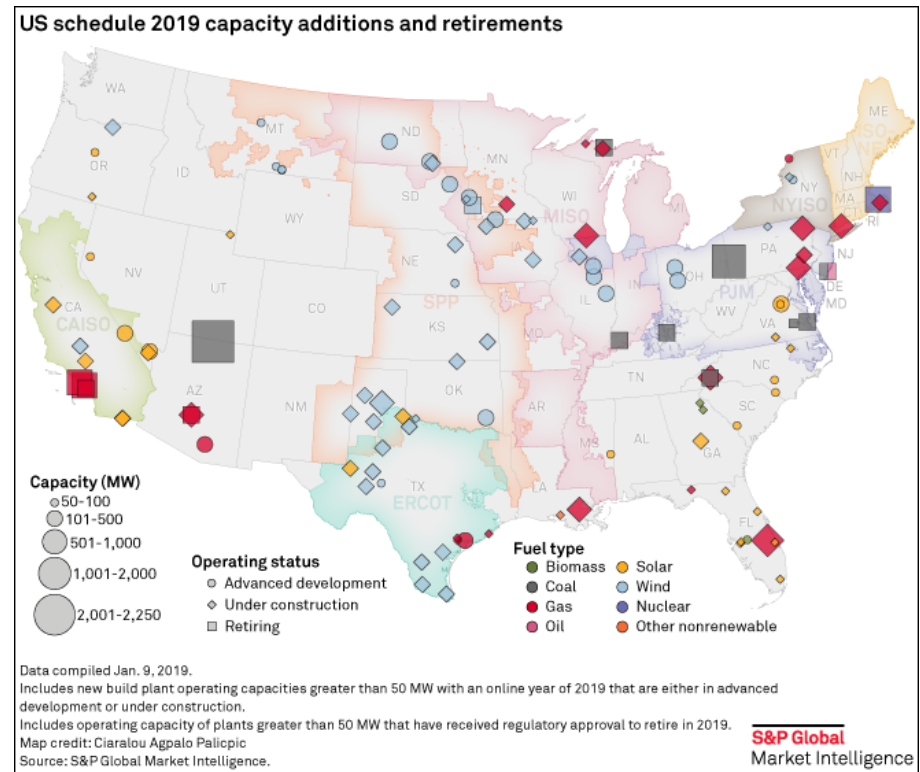 US schedule 2019 capacity additions and retirements
WA
MT
ND
MN
ME
ISO-
NE
VT
NH
OR
ID
SD
WI
MI
NY
NYISO
MA
CT
RI
WY
MISO
IA
PA
NJ
NE
OH
PJM
DE
MD
NV
UT
CO
IL
IN
WV
VA
CA
CAISO
SPP
KS
MO
NC
TN
AZ
NM
OK
AR
SC
MS
AL
GA
TX
ERCOT
LA
FL
Capacity (MW)
50-100
101-500
501-1,000
1,001-2,000
2,001-2,250
Operating status
Advanced development
Under construction
Retiring
Fuel type
Biomass
Solar
Coal
Wind
Gas
Nuclear
Oil
Other nonrenewable
Data compiled Jan. 9, 2019.
Includes new build plant operating capacities greater than 50 MW with an online year of 2019 that are either in advanced
development or under construction.
Includes operating capacity of plants greater than 50 MW that have received regulatory approval to retire in 2019.
Map credit: Ciaralou Agpalo Palicpic
Source: S&P Global Market Intelligence.
S&P Global
Market Intelligence